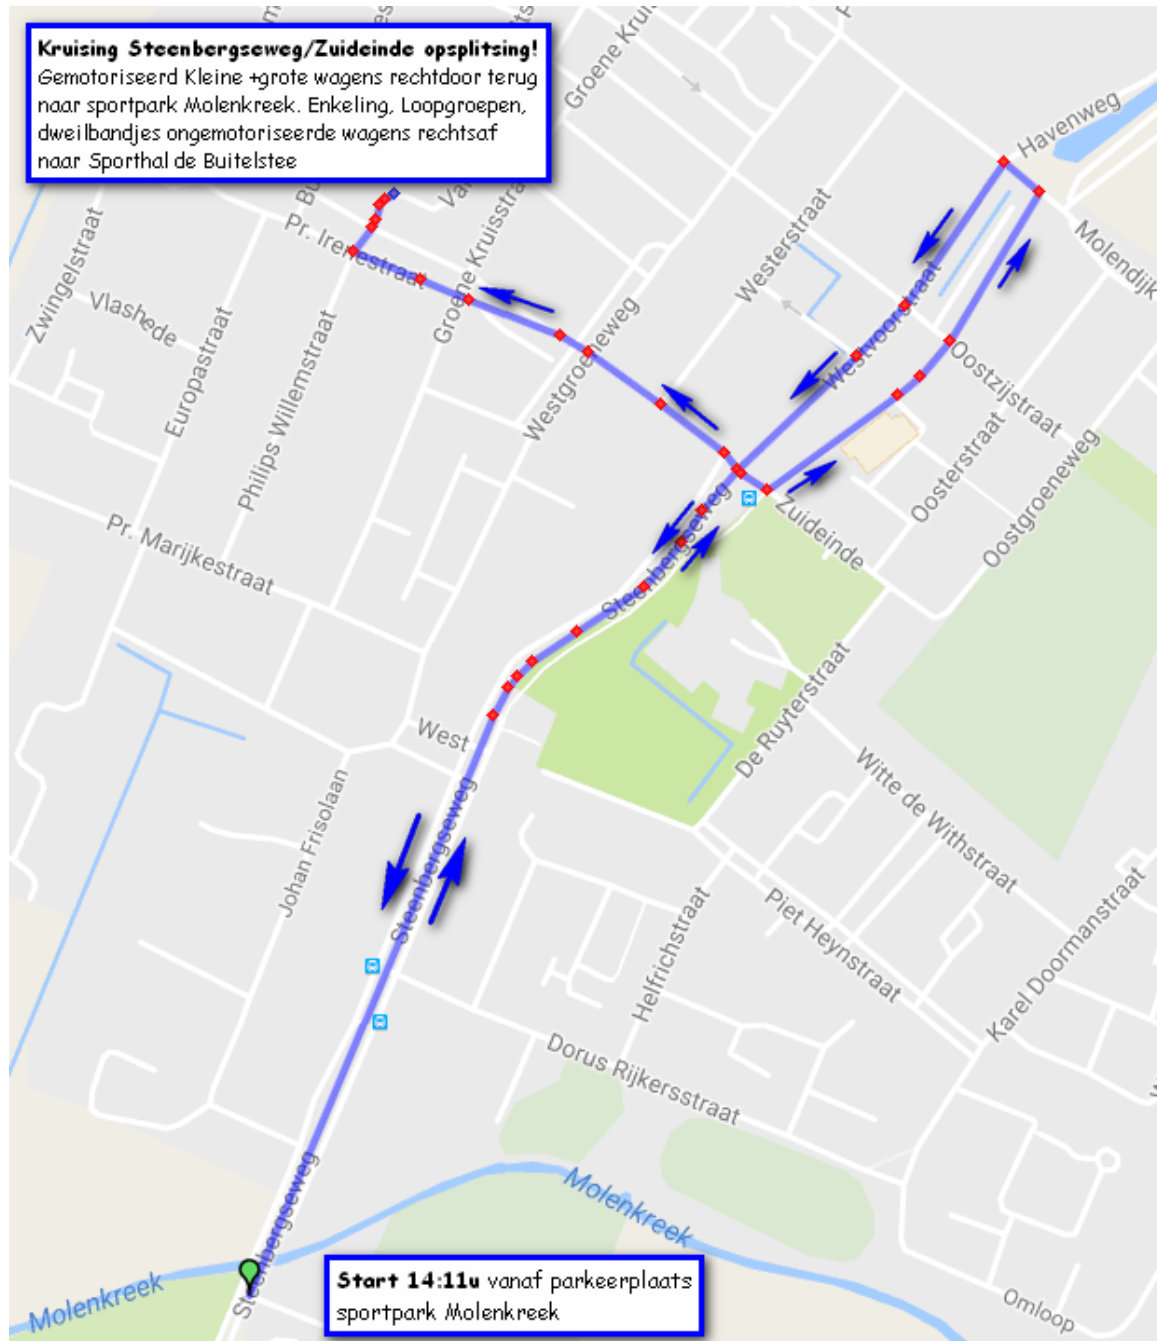 Kruising Steenbergseweg/Zuideinde opsplitsing!
Gemotoriseerd Kleine +grote wagens rechtdoor terug
naar sportpark Molenkreek. Enkeling, Loopgroepen,
dweilbandjes ongemotoriseerde wagens rechtsaf
naar Sporthal de Buitelstee
Groene Kruis
Havenweg
Molendijk
Westerstraat
Pr. Irenestraat
Groene Kruisstra
Zwingelstraat
Vlashede
Europastraat
Philips Willemstraat
Westgroeneweg
Westvoorstraat
Oostzijstraat
Oosterstraat
Oostgroeneweg
Zuideinde
Steenbergseweg
Pr. Marijkestraat
De Ruyterstraat
West
Witte de Withstraat
Johan Frisolaan
Steenbergseweg
Piet Heynstraat
Karel Doormanstraat
Helfrichstraat
Dorus Rijkersstraat
Steenbergseweg
Molenkreek
Molenkreek
Omloop
Start 14:11u vanaf parkeerplaats
sportpark Molenkreek